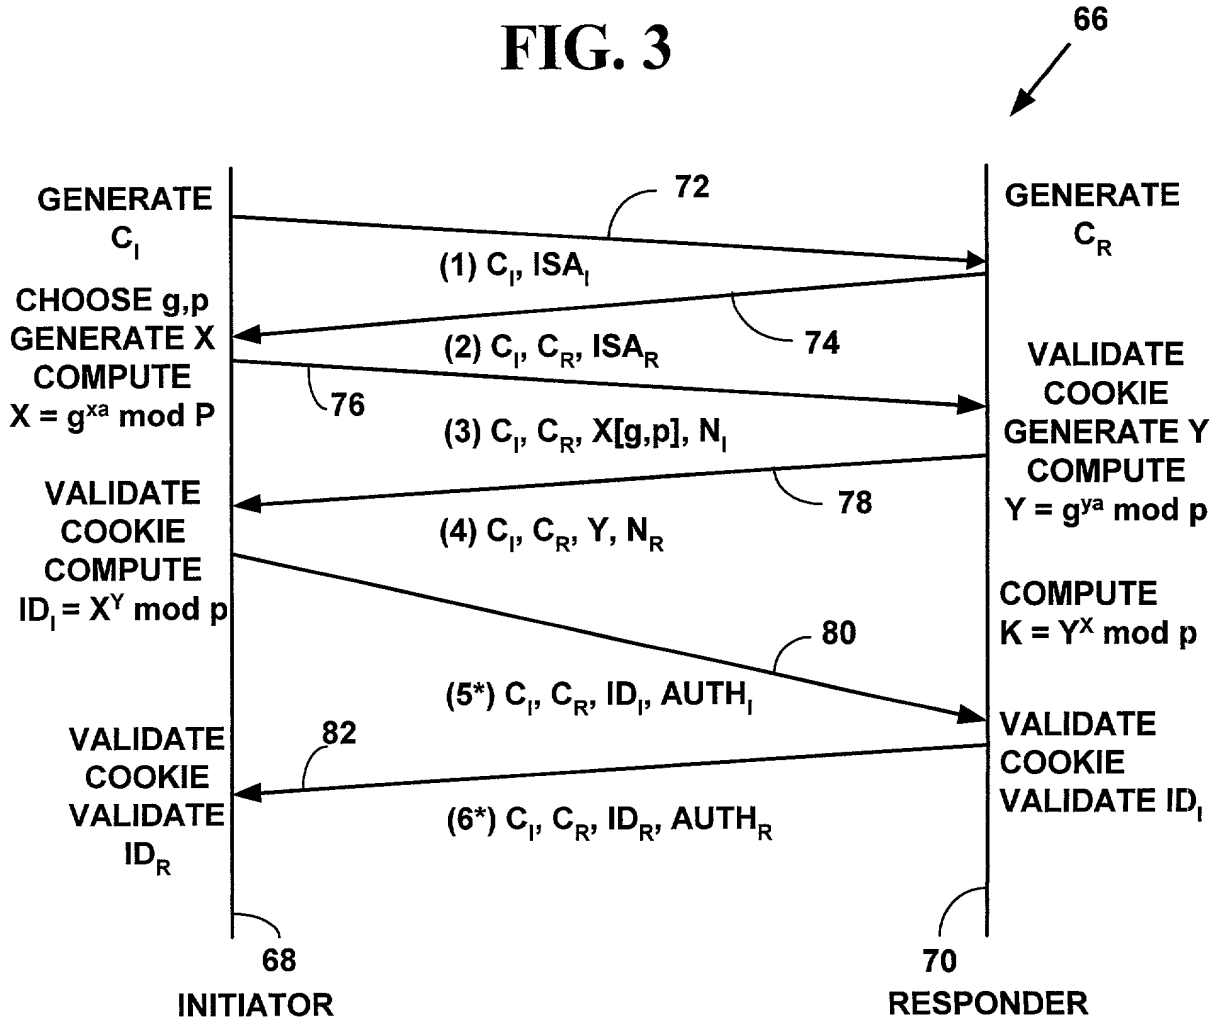 FIG. 3
66
GENERATE
C_I
72
GENERATE
C_R
(1) C_I, ISA_I
CHOOSE g,p
GENERATE X
COMPUTE
X = g^xa mod P
74
(2) C_I, C_R, ISA_R
76
VALIDATE
COOKIE
GENERATE Y
COMPUTE
Y = g^ya mod p
(3) C_I, C_R, X[g,p], N_I
78
VALIDATE
COOKIE
COMPUTE
ID_I = X^Y mod p
(4) C_I, C_R, Y, N_R
COMPUTE
K = Y^X mod p
80
(5*) C_I, C_R, ID_I, AUTH_I
VALIDATE
COOKIE
VALIDATE ID_I
82
VALIDATE
COOKIE
VALIDATE
ID_R
(6*) C_I, C_R, ID_R, AUTH_R
68
INITIATOR
70
RESPONDER